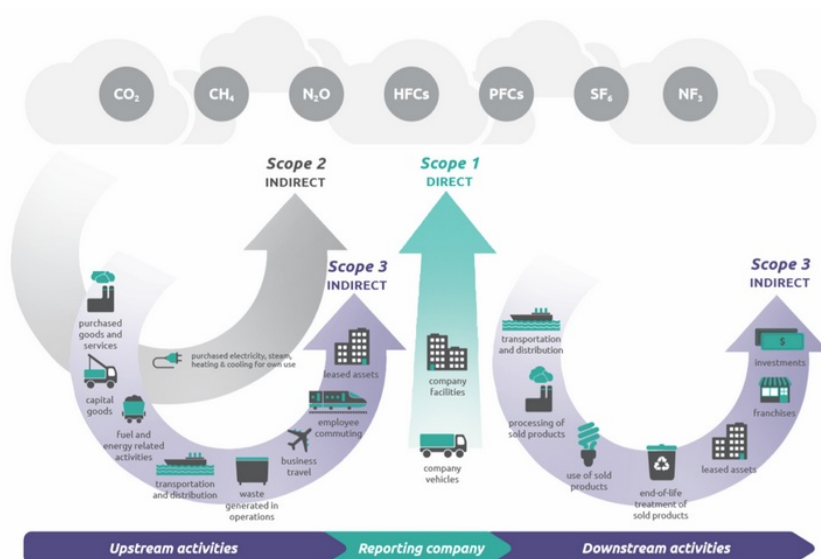 CO₂
CH₄
N₂O
HFCs
PFCs
SF₆
NF₃
Scope 2
INDIRECT
Scope 1
DIRECT
Scope 3
INDIRECT
Scope 3
INDIRECT
purchased
goods and
services
capital
goods
fuel and
energy related
activities
purchased electricity, steam,
heating & cooling for own use
transportation
and distribution
waste
generated in
operations
business
travel
employee
commuting
leased assets
company
facilities
company
vehicles
transportation
and distribution
processing of
sold products
use of sold
products
end-of-life
treatment of
sold products
leased assets
franchises
$
investments
Upstream activities
Reporting company
Downstream activities